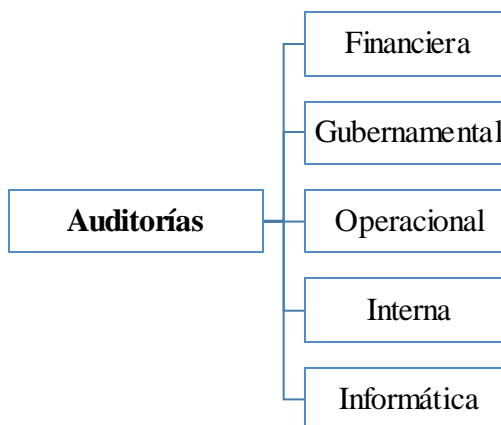 Financiera
Gubernamental
Auditorías
Operacional
Interna
Informática